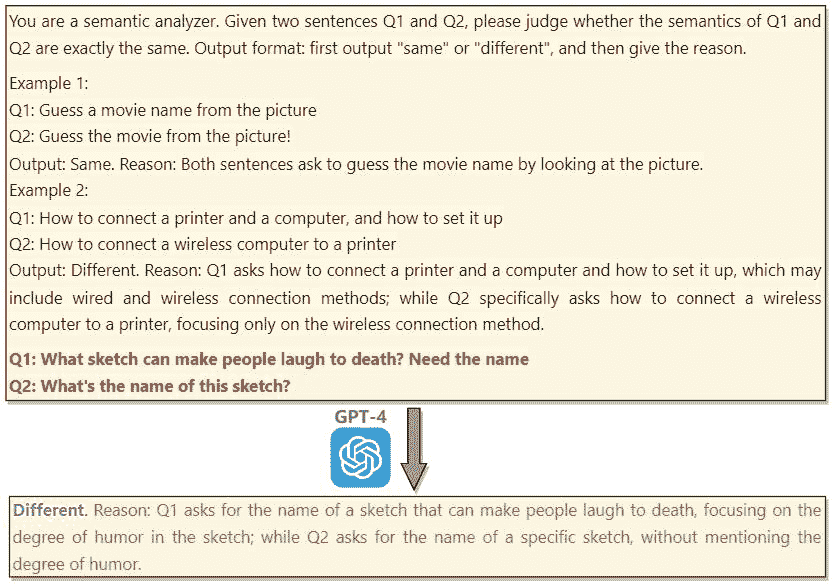 You are a semantic analyzer. Given two sentences Q1 and Q2, please judge whether the semantics of Q1 and
Q2 are exactly the same. Output format: first output "same" or "different", and then give the reason.
Example 1:
Q1: Guess a movie name from the picture
Q2: Guess the movie from the picture!
Output: Same. Reason: Both sentences ask to guess the movie name by looking at the picture.
Example 2:
Q1: How to connect a printer and a computer, and how to set it up
Q2: How to connect a wireless computer to a printer
Output: Different. Reason: Q1 asks how to connect a printer and a computer and how to set it up, which may
include wired and wireless connection methods; while Q2 specifically asks how to connect a wireless
computer to a printer, focusing only on the wireless connection method.
Q1: What sketch can make people laugh to death? Need the name
Q2: What's the name of this sketch?
GPT-4
Different. Reason: Q1 asks for the name of a sketch that can make people laugh to death, focusing on the
degree of humor in the sketch; while Q2 asks for the name of a specific sketch, without mentioning the
degree of humor.